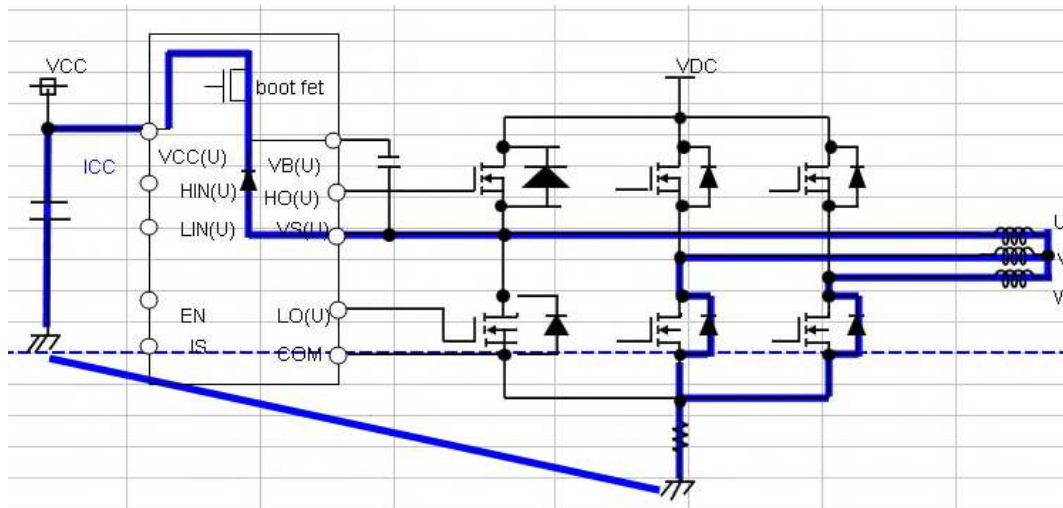 VCC
VDC
boot fet
ICC
VCC(U)
VB(U)
HIN(U)
HO(U)
LIN(U)
VS(U)
U
V
W
EN
LO(U)
IS
COM